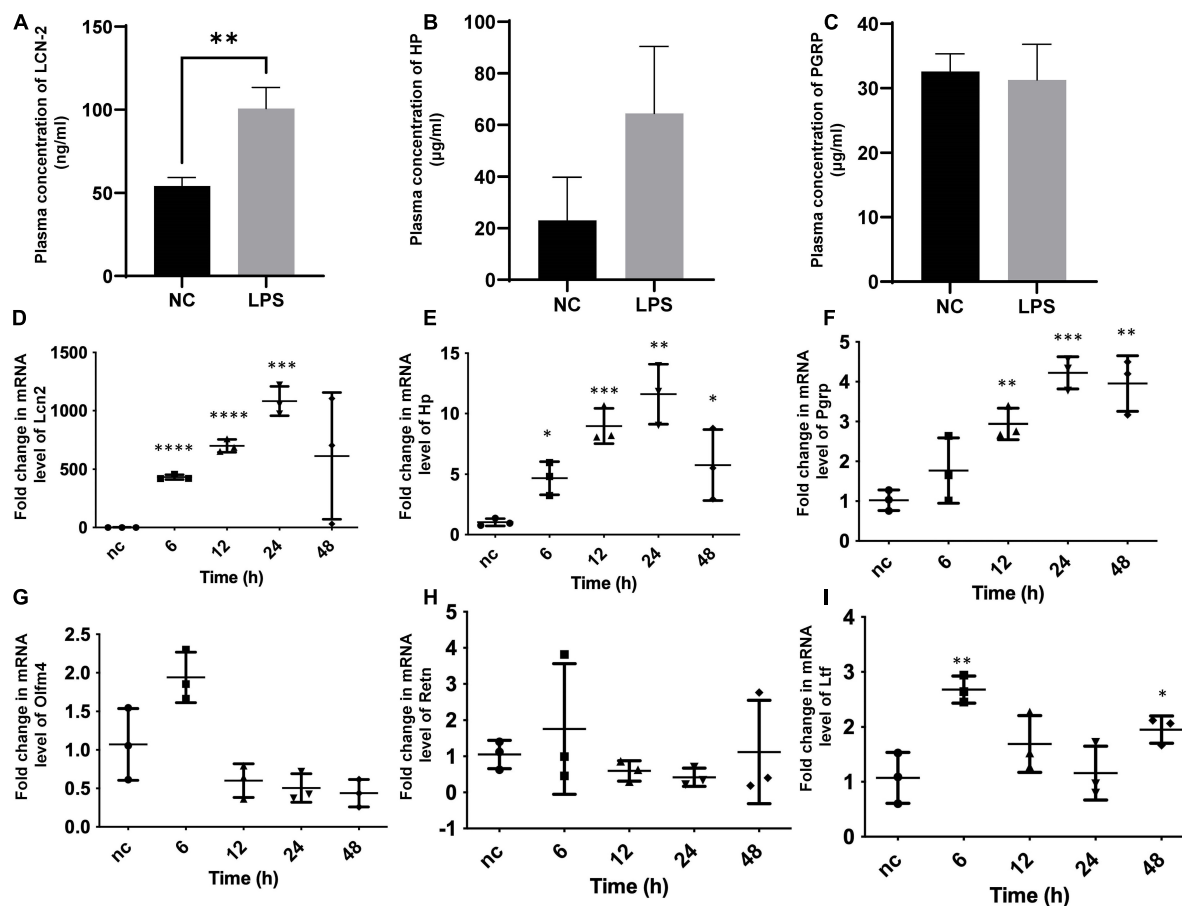 A
Plasma concentration of LCN-2
(ng/ml)
150
100
50
0
**
NC
LPS
B
Plasma concentration of HP
(µg/ml)
100
80
60
40
20
0
NC
LPS
C
Plasma concentration of PGRP
(µg/ml)
40
30
20
10
0
NC
LPS
D
Fold change in mRNA
level of Lcn2
1500
1000
500
0
****
****
***
nc
6
12
24
48
Time (h)
E
Fold change in mRNA
level of Hp
15
10
5
0
*
***
**
*
nc
6
12
24
48
Time (h)
F
Fold change in mRNA
level of Pgrp
5
4
3
2
1
0
**
***
**
nc
6
12
24
48
Time (h)
G
Fold change in mRNA
level of Olfm4
2.5
2.0
1.5
1.0
0.5
0.0
nc
6
12
24
48
Time (h)
H
Fold change in mRNA
level of Retn
5
4
3
2
1
0
-1
nc
6
12
24
48
Time (h)
I
Fold change in mRNA
level of Ltf
4
3
2
1
0
**
*
nc
6
12
24
48
Time (h)